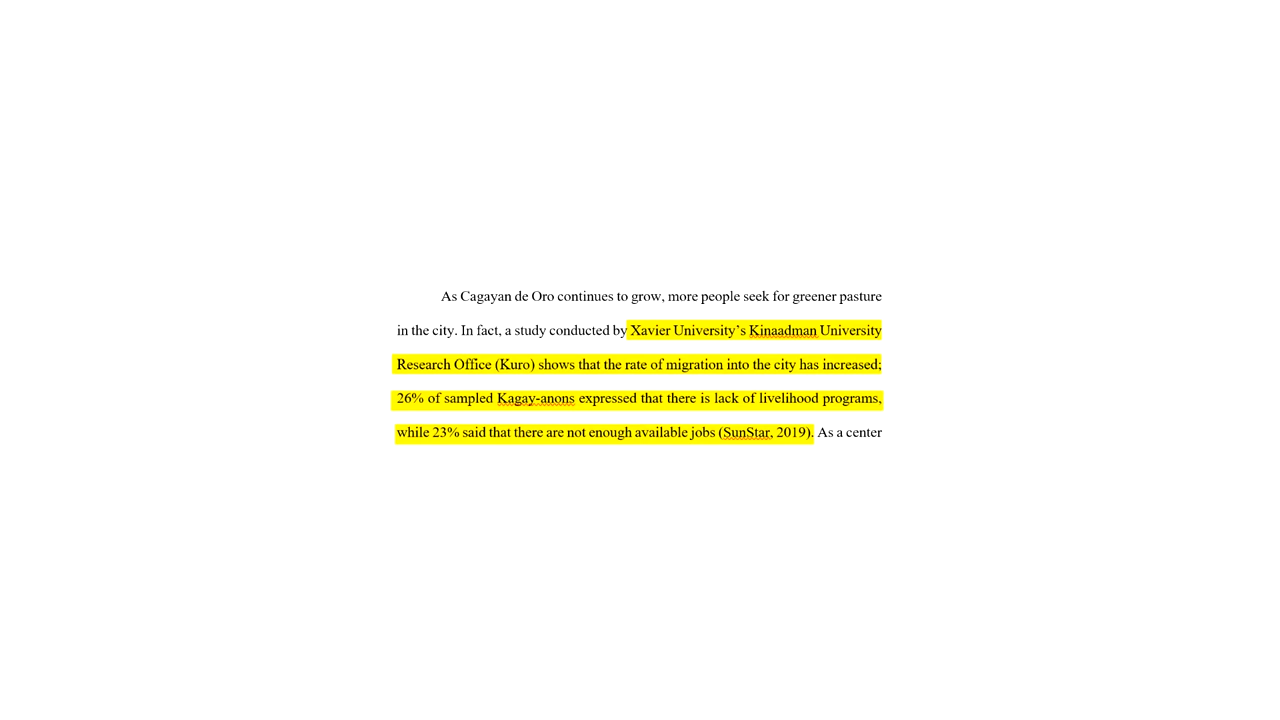 As Cagayan de Oro continues to grow, more people seek for greener pasture
in the city. In fact, a study conducted by Xavier University’s Kinaadman University
Research Office (Kuro) shows that the rate of migration into the city has increased;
26% of sampled Kagay-anons expressed that there is lack of livelihood programs,
while 23% said that there are not enough available jobs (SunStar, 2019). As a center